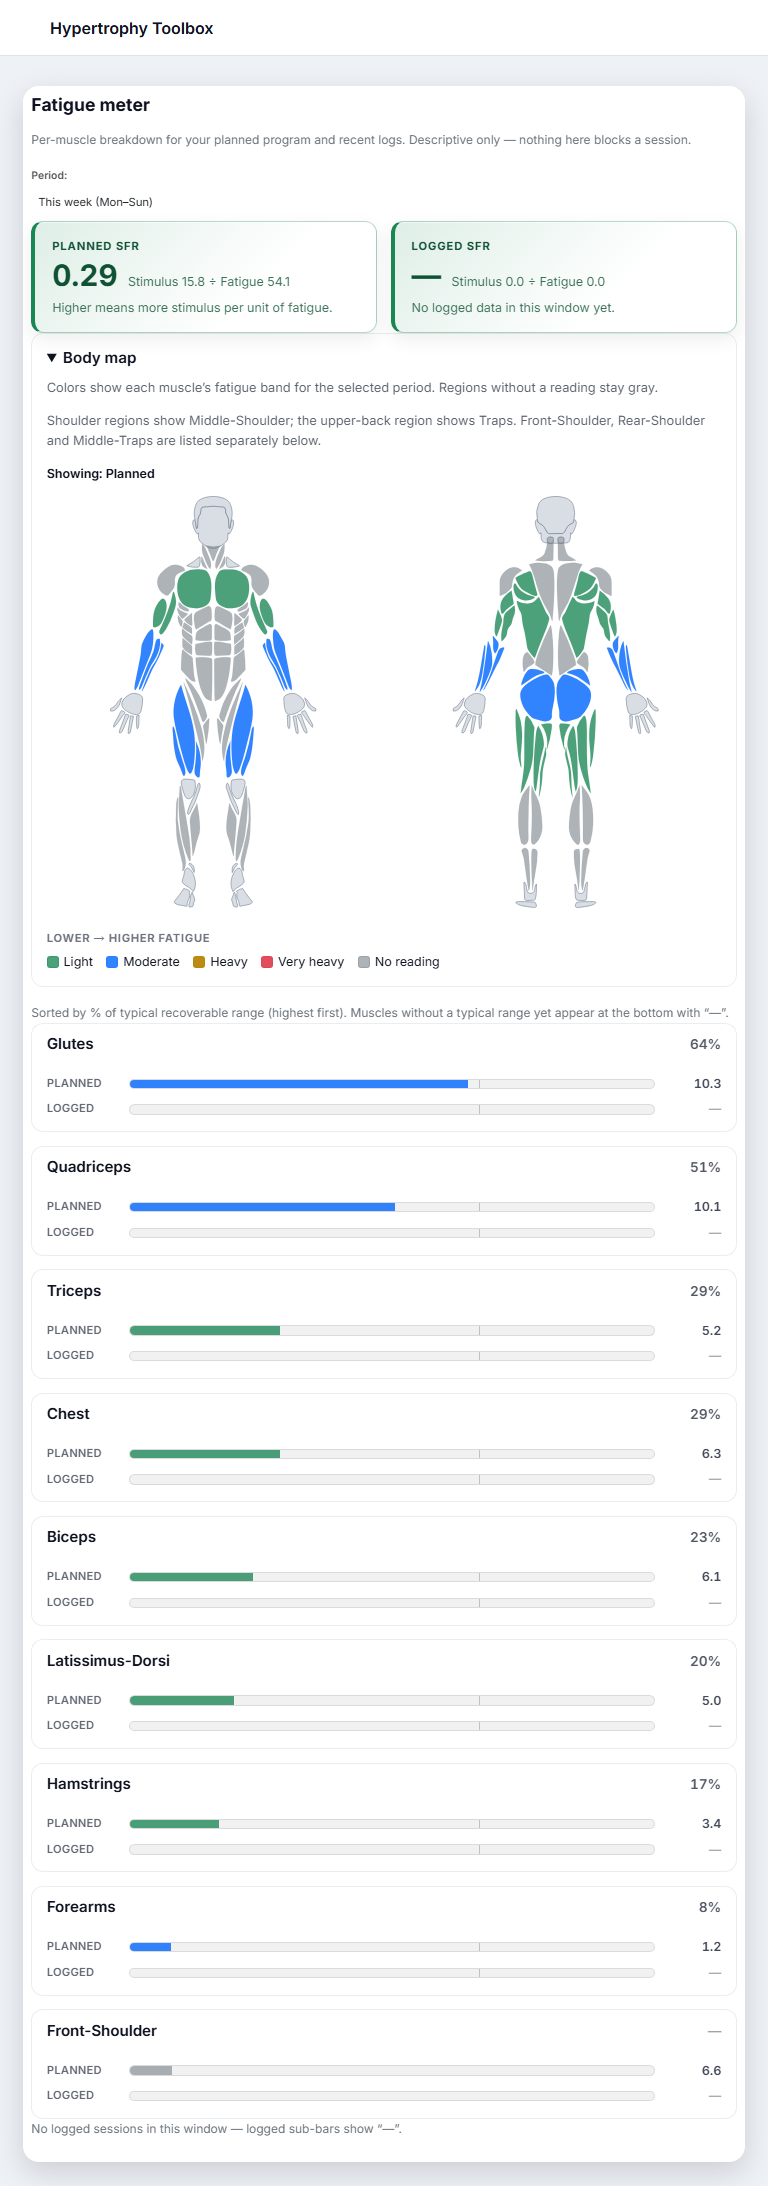 Hypertrophy Toolbox
Fatigue meter
Per-muscle breakdown for your planned program and recent logs. Descriptive only — nothing here blocks a session.
Period:
This week (Mon–Sun)
PLANNED SFR
0.29 Stimulus 15.8 ÷ Fatigue 54.1
Higher means more stimulus per unit of fatigue.
LOGGED SFR
— Stimulus 0.0 ÷ Fatigue 0.0
No logged data in this window yet.
▼ Body map
Colors show each muscle’s fatigue band for the selected period. Regions without a reading stay gray.
Shoulder regions show Middle-Shoulder; the upper-back region shows Traps. Front-Shoulder, Rear-Shoulder
and Middle-Traps are listed separately below.
Showing: Planned
LOWER → HIGHER FATIGUE
Light Moderate Heavy Very heavy No reading
Sorted by % of typical recoverable range (highest first). Muscles without a typical range yet appear at the bottom with “—”.
Glutes 64%
PLANNED 10.3
LOGGED —
Quadriceps 51%
PLANNED 10.1
LOGGED —
Triceps 29%
PLANNED 5.2
LOGGED —
Chest 29%
PLANNED 6.3
LOGGED —
Biceps 23%
PLANNED 6.1
LOGGED —
Latissimus-Dorsi 20%
PLANNED 5.0
LOGGED —
Hamstrings 17%
PLANNED 3.4
LOGGED —
Forearms 8%
PLANNED 1.2
LOGGED —
Front-Shoulder —
PLANNED 6.6
LOGGED —
No logged sessions in this window — logged sub-bars show “—”.